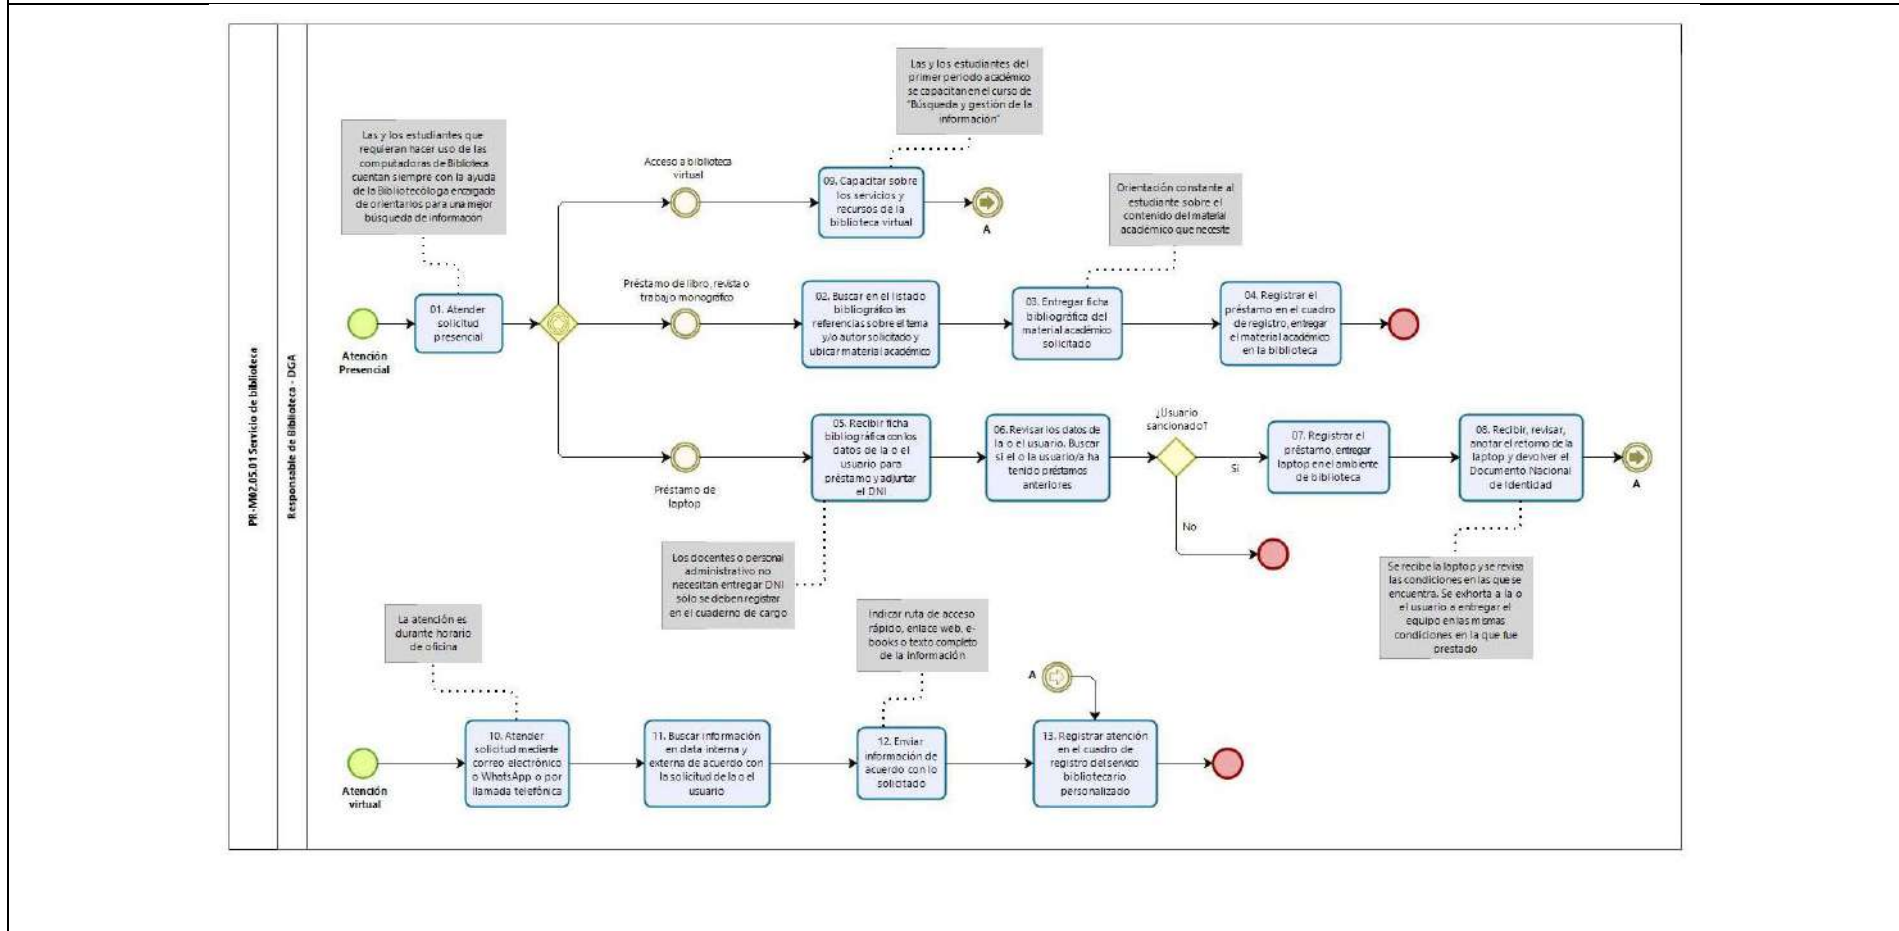 PR-M02.05.01 Servicio de biblioteca
Responsable de Biblioteca - DGA
Las y los estudiantes que
requieran hacer uso de las
computadoras de Biblioteca
cuentan siempre con la ayuda
de la Bibliotecóloga encargada
de orientarlos para una mejor
búsqueda de información
Las y los estudiantes del
primer periodo académico
se capacitan en el curso de
"Búsqueda y gestión de la
información"
Acceso a biblioteca
virtual
09. Capacitar sobre
los servicios y
recursos de la
biblioteca virtual
A
Orientación constante al
estudiante sobre el
contenido del material
académico que necesite
Atención
Presencial
01. Atender
solicitud
presencial
Préstamo de libro, revista o
trabajo monográfico
02. Buscar en el listado
bibliográfico las
referencias sobre el tema
y/o autor solicitado y
ubicar material académico
03. Entregar ficha
bibliográfica del
material académico
solicitado
04. Registrar el
préstamo en el cuadro
de registro, entregar
el material académico
en la biblioteca
Préstamo de
laptop
05. Recibir ficha
bibliográfica con los
datos de la o el
usuario para
préstamo y adjuntar
el DNI
06. Revisar los datos de
la o el usuario. Buscar
si el o la usuario/a ha
tenido préstamos
anteriores
¿Usuario
sancionado?
Si
No
07. Registrar el
préstamo, entregar
laptop en el ambiente
de biblioteca
08. Recibir, revisar,
anotar el retorno de la
laptop y devolver el
Documento Nacional
de Identidad
A
Los docentes o personal
administrativo no
necesitan entregar DNI
sólo se deben registrar
en el cuaderno de cargo
Se recibe la laptop y se revisa
las condiciones en las que se
encuentra. Se exhorta a la o
el usuario a entregar el
equipo en las mismas
condiciones en la que fue
prestado
La atención es
durante horario
de oficina
Indicar ruta de acceso
rápido, enlace web, e-
books o texto completo
de la información
A
Atención
virtual
10. Atender
solicitud mediante
correo electrónico
o WhatsApp o por
llamada telefónica
11. Buscar información
en data interna y
externa de acuerdo con
la solicitud de la o el
usuario
12. Enviar
información de
acuerdo con lo
solicitado
13. Registrar atención
en el cuadro de
registro del servicio
bibliotecario
personalizado